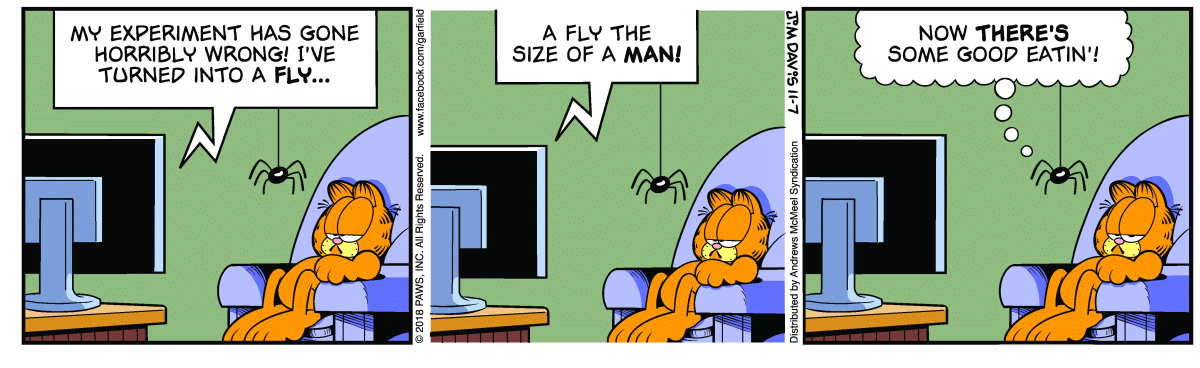 MY EXPERIMENT HAS GONE
HORRIBLY WRONG! I'VE
TURNED INTO A FLY...
© 2018 PAWS, INC. All Rights Reserved. www.facebook.com/garfield
A FLY THE
SIZE OF A MAN!
JIM DAVIS 11-7
Distributed by Andrews McMeel Syndication
NOW THERE'S
SOME GOOD EATIN'!